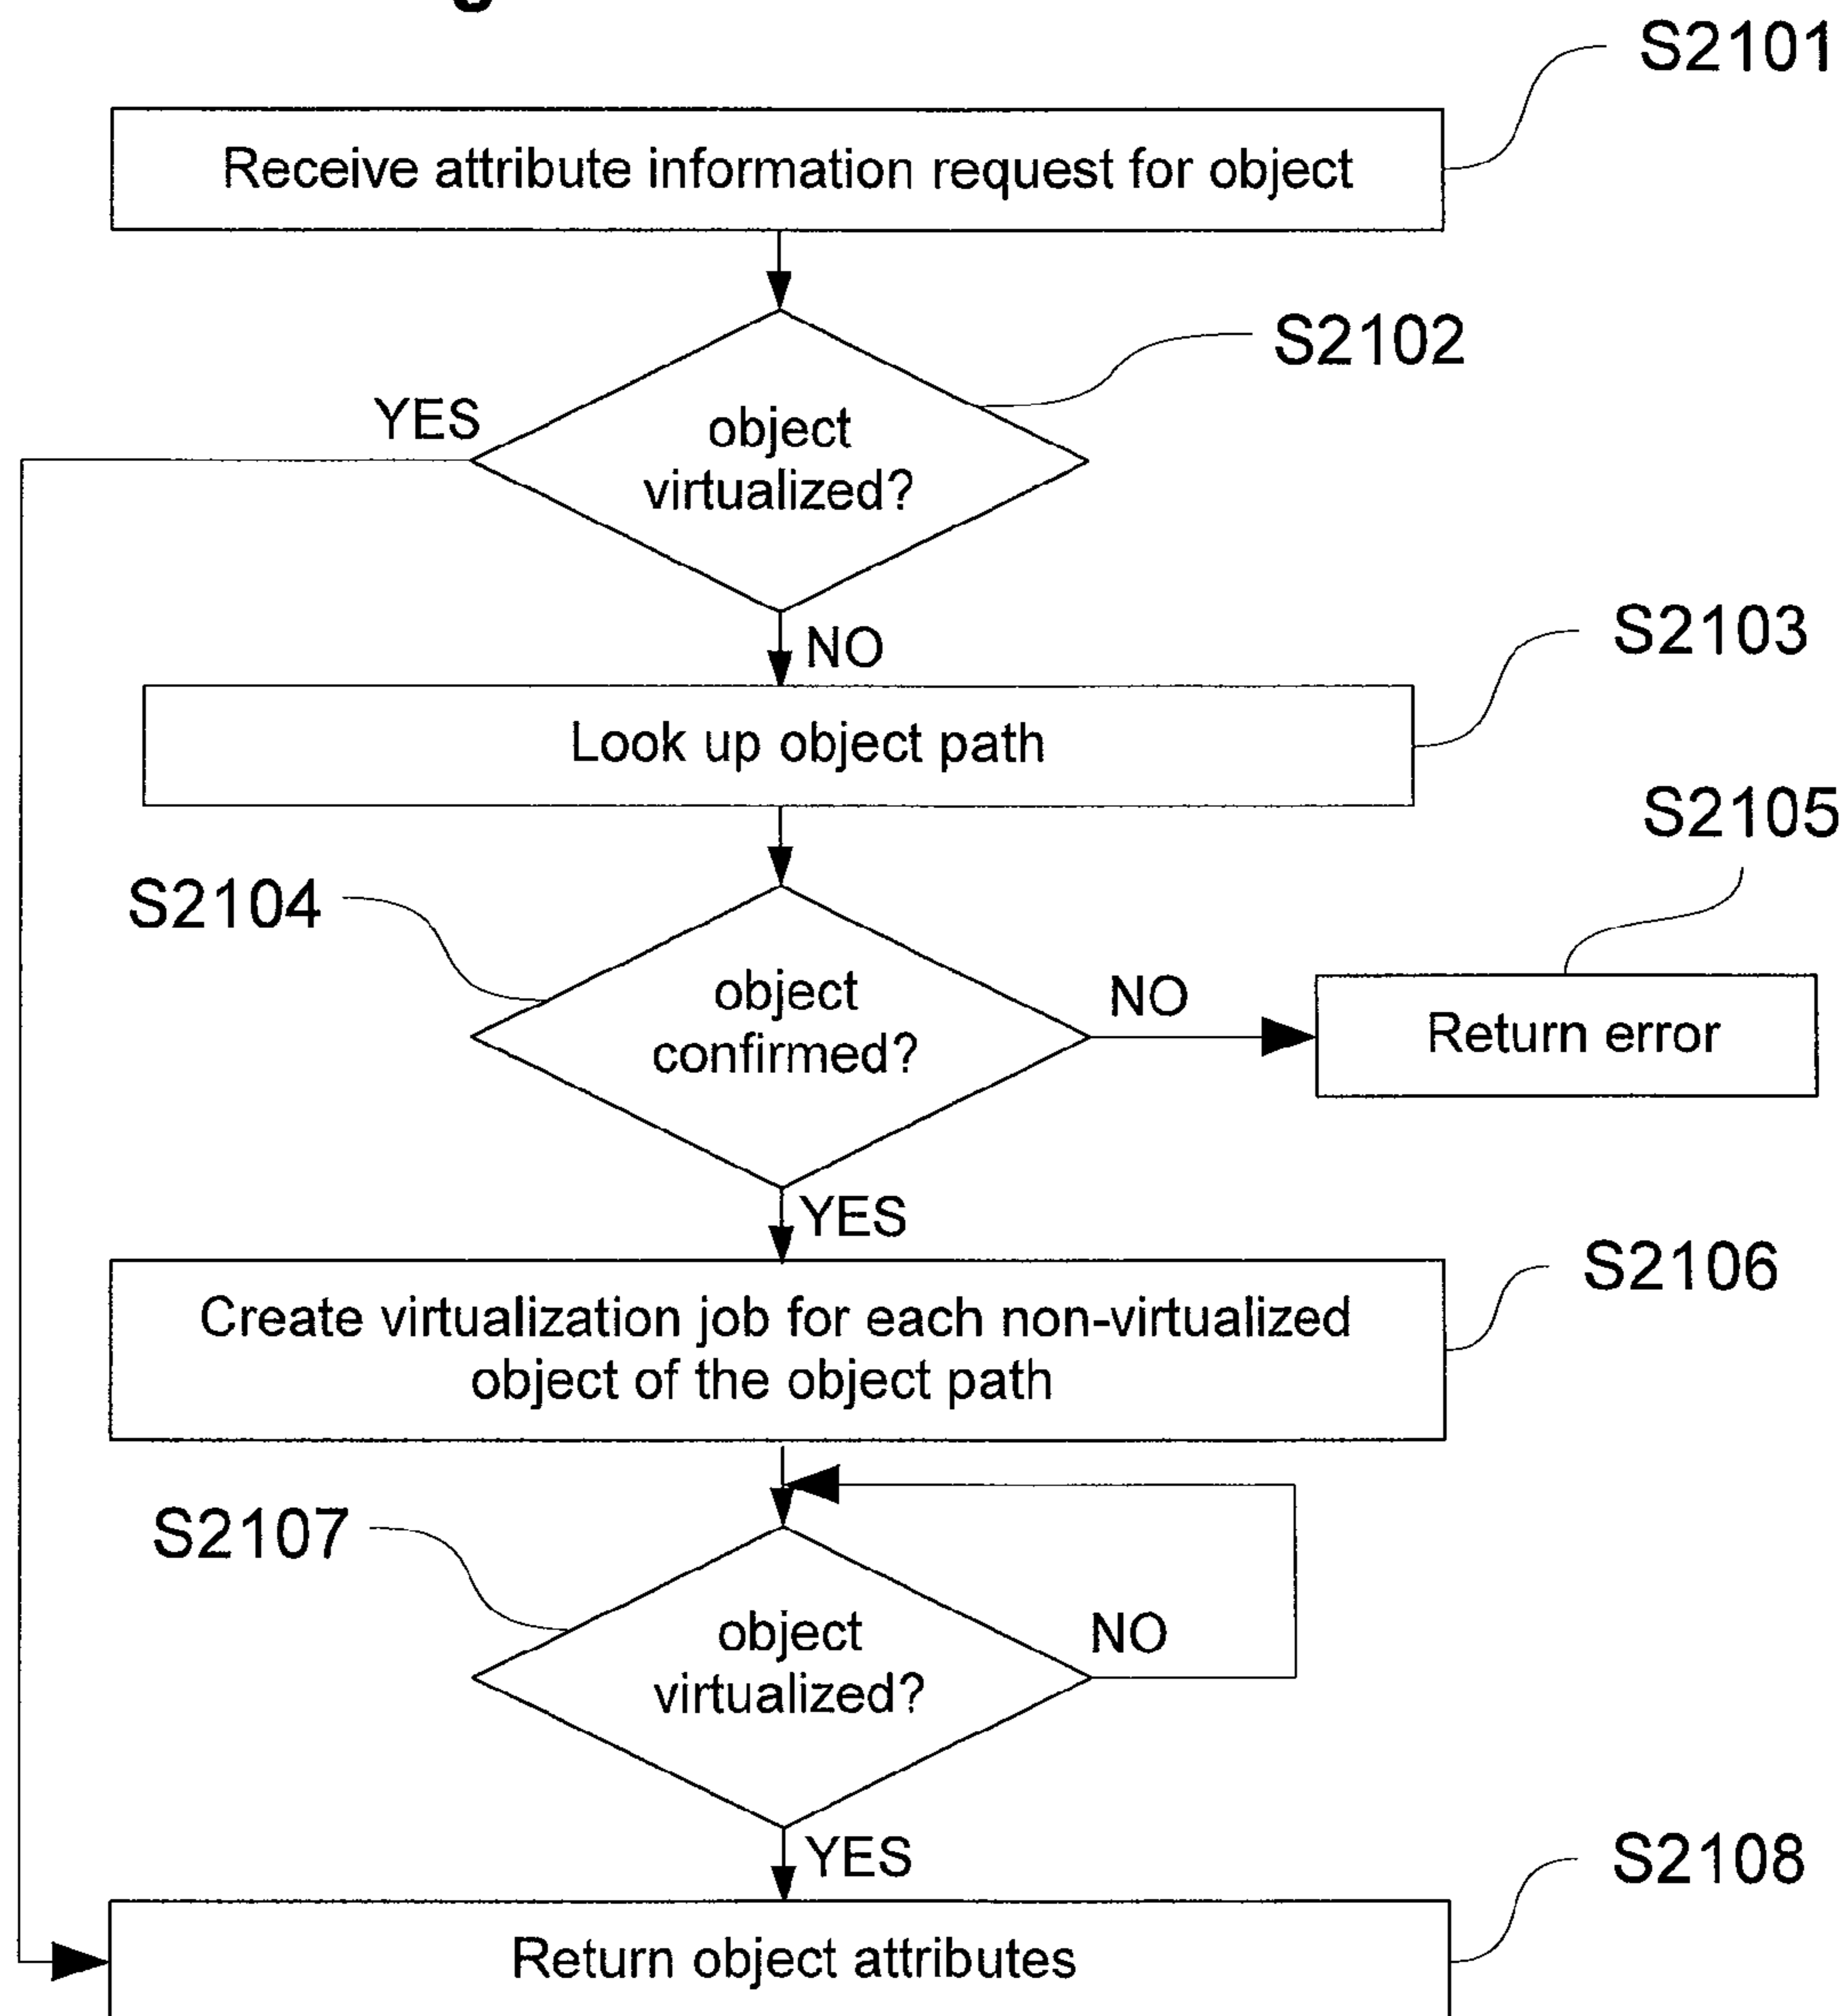 S2101
Receive attribute information request for object
S2102
YES
object
virtualized?
NO
S2103
Look up object path
S2105
S2104
object
confirmed?
NO
Return error
YES
S2106
Create virtualization job for each non-virtualized
object of the object path
S2107
object
virtualized?
NO
YES
S2108
Return object attributes